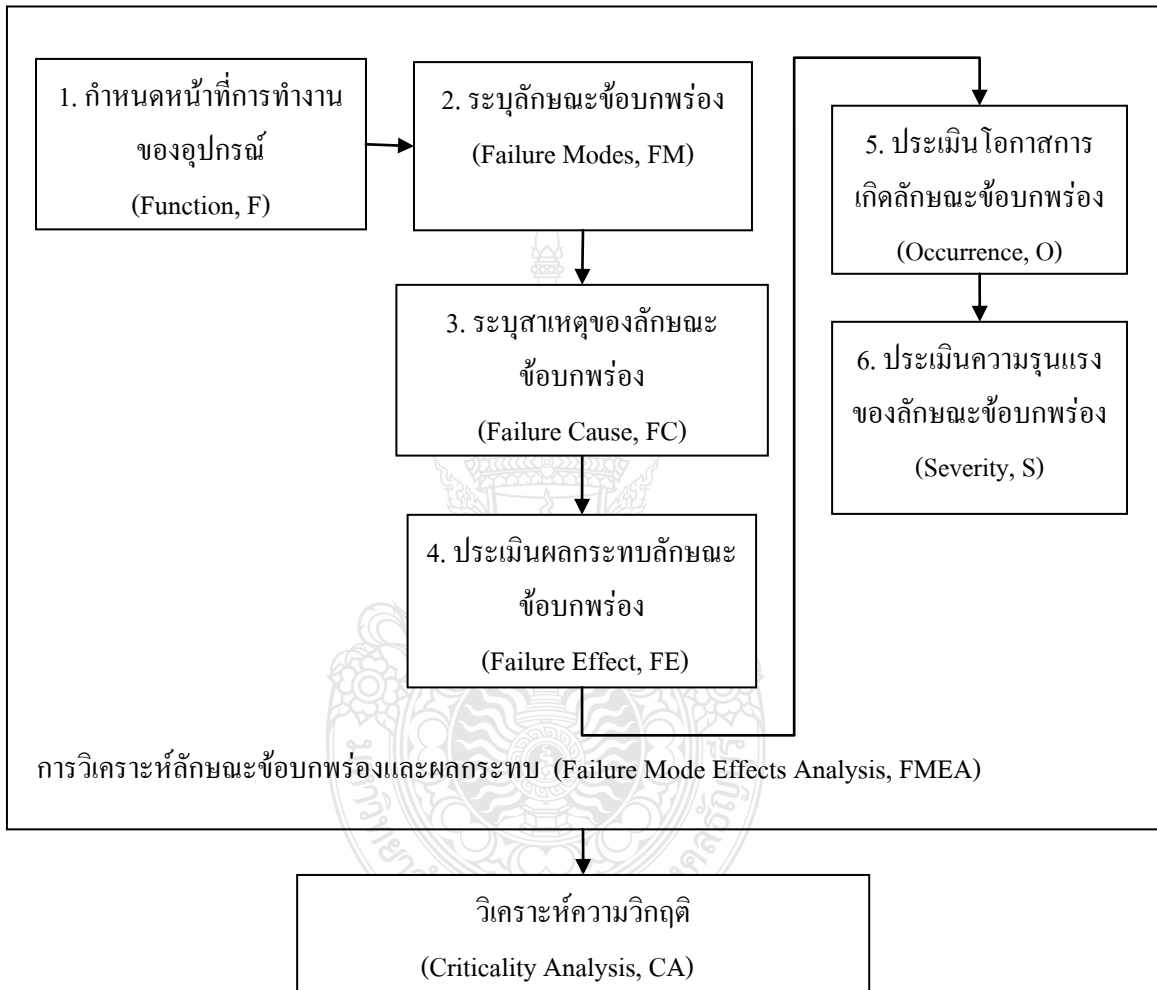 1. กำหนดหน้าที่การทำงาน
ของอุปกรณ์
(Function, F)
2. ระบุลักษณะข้อบกพร่อง
(Failure Modes, FM)
3. ระบุสาเหตุของลักษณะ
ข้อบกพร่อง
(Failure Cause, FC)
4. ประเมินผลกระทบลักษณะ
ข้อบกพร่อง
(Failure Effect, FE)
5. ประเมินโอกาสการ
เกิดลักษณะข้อบกพร่อง
(Occurrence, O)
6. ประเมินความรุนแรง
ของลักษณะข้อบกพร่อง
(Severity, S)
การวิเคราะห์ลักษณะข้อบกพร่องและผลกระทบ (Failure Mode Effects Analysis, FMEA)
วิเคราะห์ความวิกฤติ
(Criticality Analysis, CA)